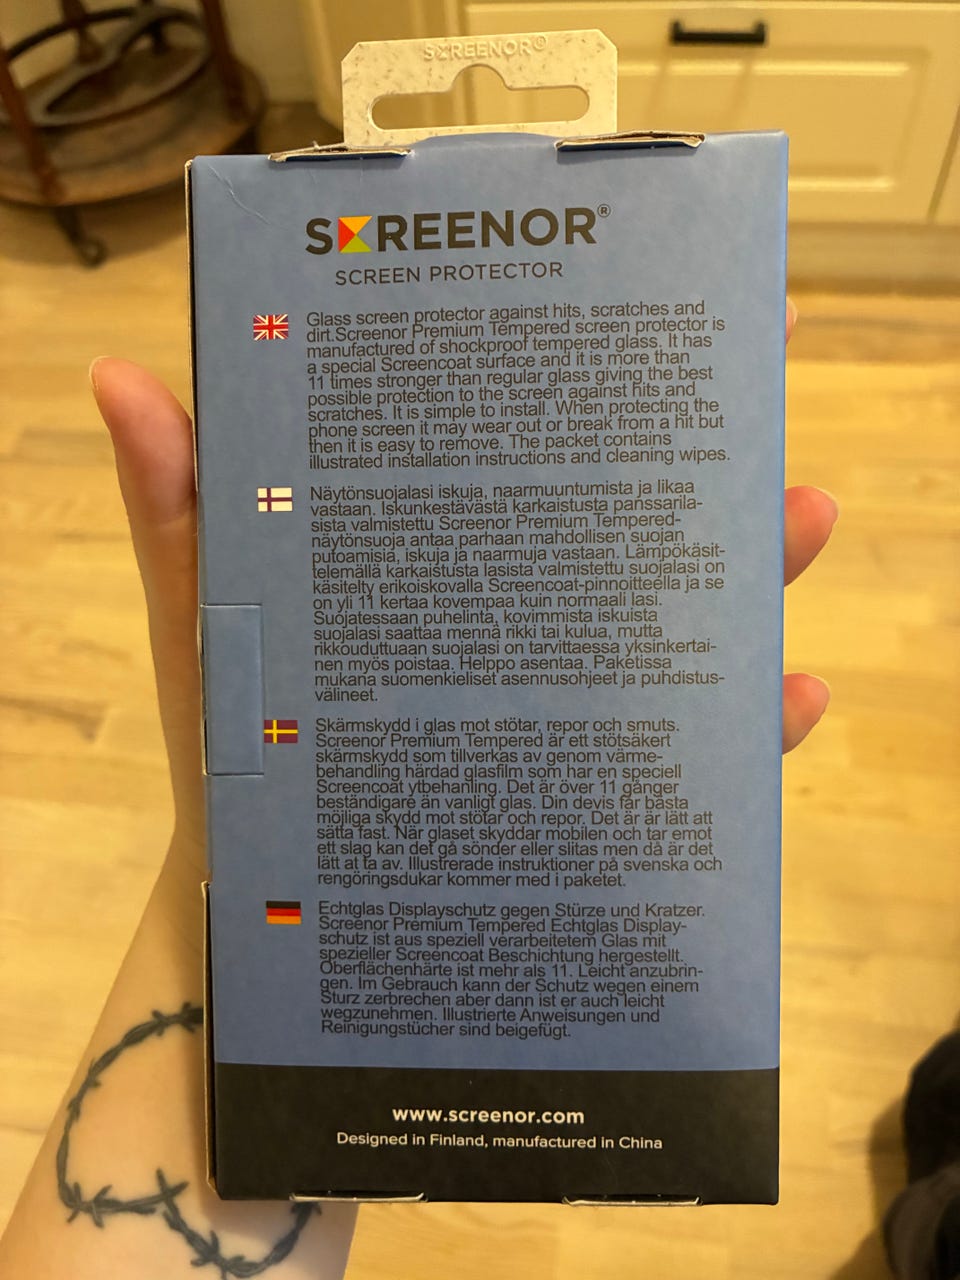 SCREENOR®
SCREENOR®
SCREEN PROTECTOR
Glass screen protector against hits, scratches and
dirt.Screenor Premium Tempered screen protector is
manufactured of shockproof tempered glass. It has
a special Screencoat surface and it is more than
11 times stronger than regular glass giving the best
possible protection to the screen against hits and
scratches. It is simple to install. When protecting the
phone screen it may wear out or break from a hit but
then it is easy to remove. The packet contains
illustrated installation instructions and cleaning wipes.
Näytönsuojalasi iskuja, naarmuuntumista ja likaa
vastaan. Iskunkestävästä karkaistusta panssarila-
sista valmistettu Screenor Premium Tempered-
näytönsuoja antaa parhaan mahdollisen suojan
putoamisia, iskuja ja naarmuja vastaan. Lämpökäsit-
telemällä karkaistusta lasista valmistettu suojalasi on
käsitelty erikoiskovalla Screencoat-pinnoitteella ja se
on yli 11 kertaa kovempaa kuin normaali lasi.
Suojatessaan puhelinta, kovimmista iskuista
suojalasi saattaa mennä rikki tai kulua, mutta
rikkouduttuaan suojalasi on tarvittaessa yksinkertai-
nen myös poistaa. Helppo asentaa. Paketissa
mukana suomenkieliset asennusohjeet ja puhdistus-
välineet.
Skärmskydd i glas mot stötar, repor och smuts.
Screenor Premium Tempered är ett stötsäkert
skärmskydd som tillverkas av genom värme-
behandling härdad glasfilm som har en speciell
Screencoat ytbehanling. Det är över 11 gånger
beständigare än vanligt glas. Din devis får bästa
möjliga skydd mot stötar och repor. Det är är lätt att
sätta fast. När glaset skyddar mobilen och tar emot
ett slag kan det gå sönder eller slitas men då är det
lätt at ta av. Illustrerade instruktioner på svenska och
rengöringsdukar kommer med i paketet.
Echtglas Displayschutz gegen Stürze und Kratzer.
Screenor Premium Tempered Echtglas Display-
schutz ist aus speziell verarbeitetem Glas mit
spezieller Screencoat Beschichtung hergestellt.
Oberflächenhärte ist mehr als 11. Leicht anzubrin-
gen. Im Gebrauch kann der Schutz wegen einem
Sturz zerbrechen aber dann ist er auch leicht
wegzunehmen. Illustrierte Anweisungen und
Reinigungstücher sind beigefügt.
www.screenor.com
Designed in Finland, manufactured in China